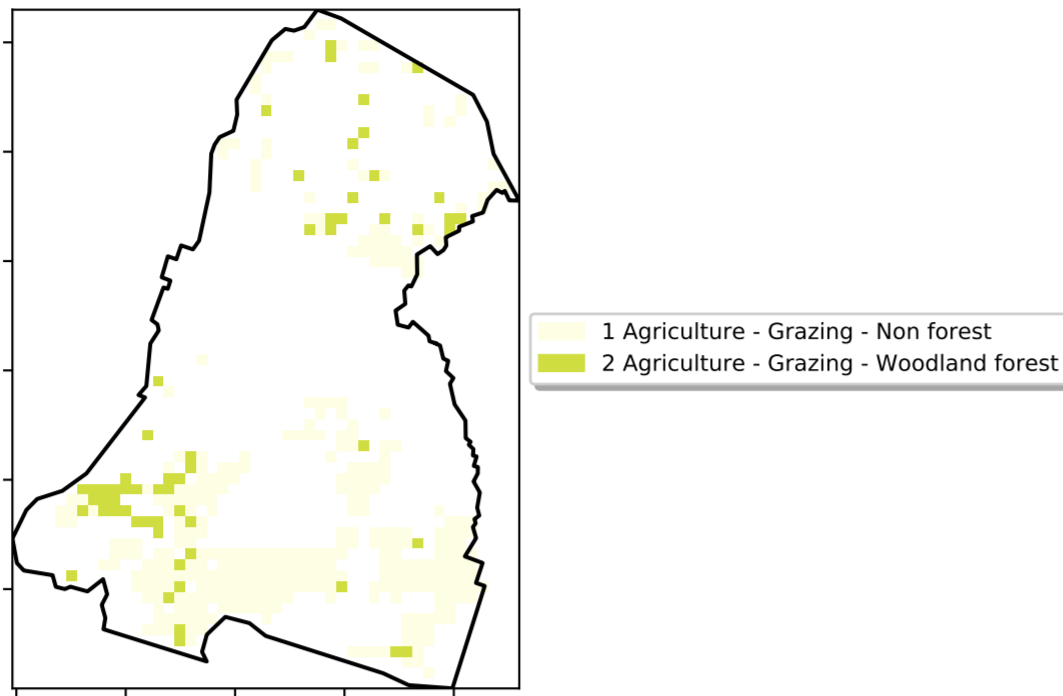 1 Agriculture - Grazing - Non forest
2 Agriculture - Grazing - Woodland forest